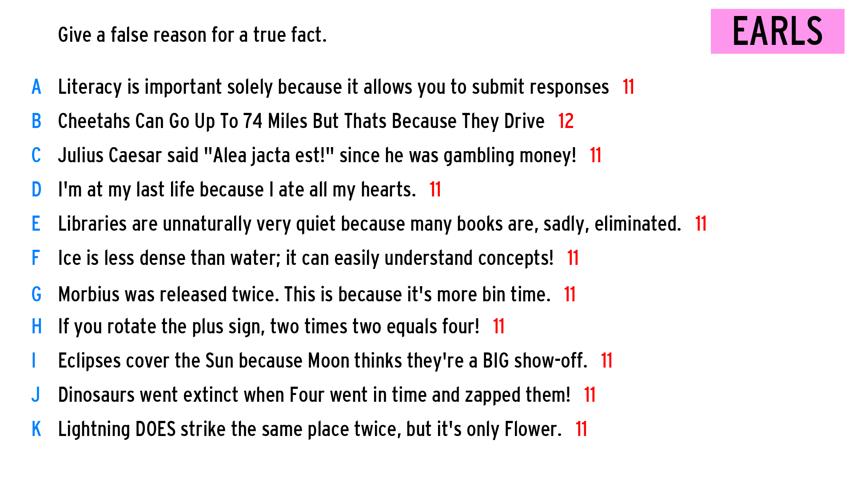 Give a false reason for a true fact.
EARLS
A Literacy is important solely because it allows you to submit responses 11
B Cheetahs Can Go Up To 74 Miles But Thats Because They Drive 12
C Julius Caesar said "Alea jacta est!" since he was gambling money! 11
D I'm at my last life because I ate all my hearts. 11
E Libraries are unnaturally very quiet because many books are, sadly, eliminated. 11
F Ice is less dense than water; it can easily understand concepts! 11
G Morbius was released twice. This is because it's more bin time. 11
H If you rotate the plus sign, two times two equals four! 11
I Eclipses cover the Sun because Moon thinks they're a BIG show-off. 11
J Dinosaurs went extinct when Four went in time and zapped them! 11
K Lightning DOES strike the same place twice, but it's only Flower. 11